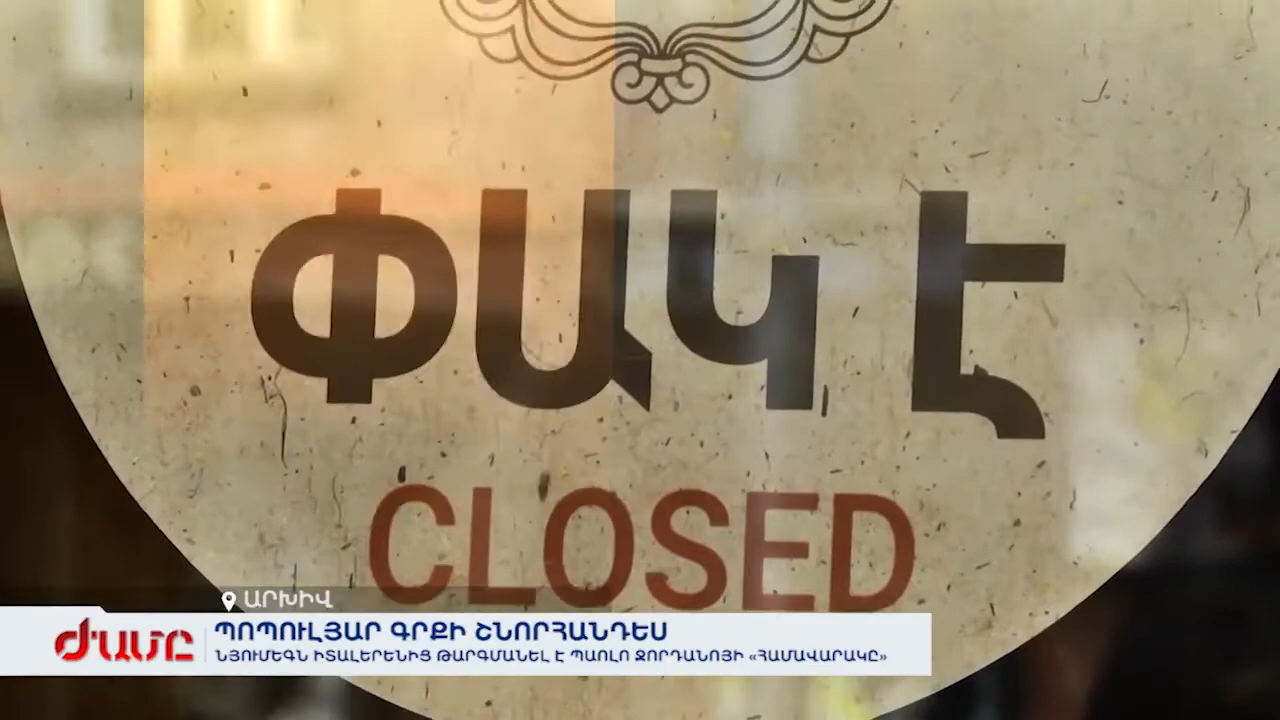 ՓԱԿ Է
CLOSED
ԱՐԽԻՎ
ԺԱՄԸ
ՊՈՊՈՒԼՅԱՐ ԳՐՔԻ ՇՆՈՐՀԱՆԴԵՍ
ՆՅՈՒՄԵԳՆ ԻՏԱԼԵՐԵՆԻՑ ԹԱՐԳՄԱՆԵԼ Է ՊԱՈԼՈ ՋՈՐԴԱՆՈՅԻ «ՀԱՄԱՎԱՐԱԿԸ»